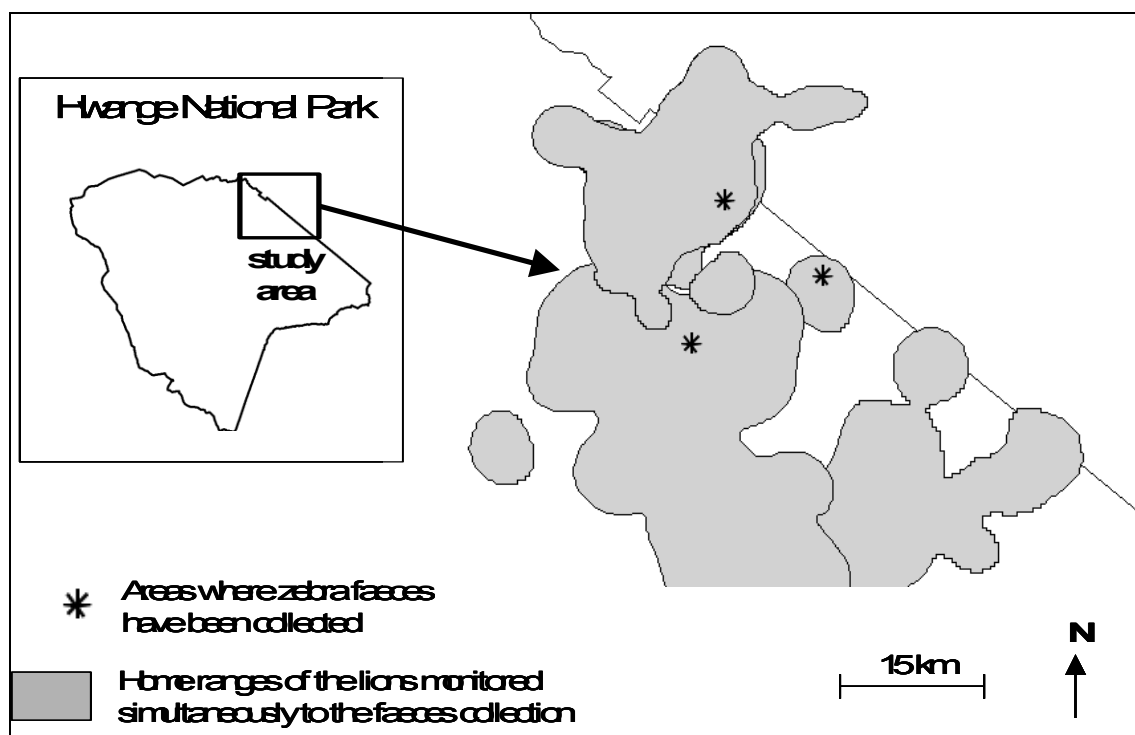 Hwange National Park
study
area
Areas where zebra faeces
have been collected
Home ranges of the lions monitored
simultaneously to the faeces collection
15 km
N